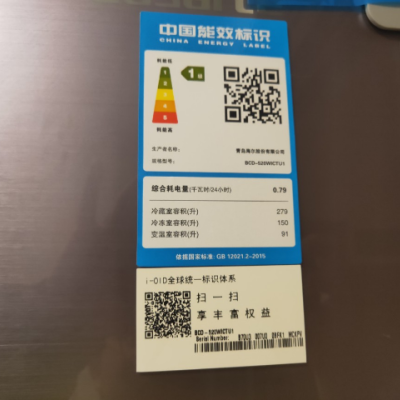 中国能效标识
CHINA ENERGY LABEL
耗能低
1级
1
2
3
4
5
耗能高
生产者名称: 青岛海尔股份有限公司
规格型号: BCD-520WICTU1
综合耗电量(千瓦时/24小时) 0.79
冷藏室容积(升) 279
冷冻室容积(升) 150
变温室容积(升) 91
依据国家标准: GB 12021.2-2015
i-OID全球统一标识体系
扫一扫
享丰富权益
BCD-520WICTU1
Serial Number: